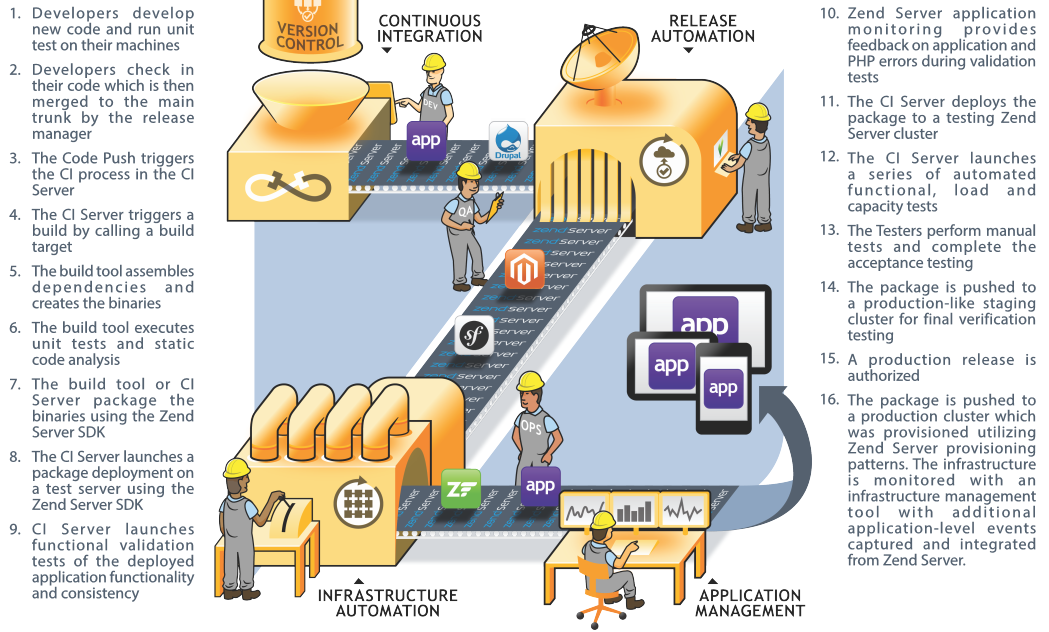 1. Developers develop
new code and run unit
test on their machines
2. Developers check in
their code which is then
merged to the main
trunk by the release
manager
3. The Code Push triggers
the CI process in the CI
Server
4. The CI Server triggers a
build by calling a build
target
5. The build tool assembles
dependencies and
creates the binaries
6. The build tool executes
unit tests and static
code analysis
7. The build tool or CI
Server package the
binaries using the Zend
Server SDK
8. The CI Server launches a
package deployment on
a test server using the
Zend Server SDK
9. CI Server launches
functional validation
tests of the deployed
application functionality
and consistency
VERSION
CONTROL
CONTINUOUS
INTEGRATION
RELEASE
AUTOMATION
DEV
app
Drupal
QA
zendserver
zendserver
zendserver
sf
app
app
app
OPS
ZF
app
INFRASTRUCTURE
AUTOMATION
APPLICATION
MANAGEMENT
10. Zend Server application
monitoring provides
feedback on application and
PHP errors during validation
tests
11. The CI Server deploys the
package to a testing Zend
Server cluster
12. The CI Server launches
a series of automated
functional, load and
capacity tests
13. The Testers perform manual
tests and complete the
acceptance testing
14. The package is pushed to
a production-like staging
cluster for final verification
testing
15. A production release is
authorized
16. The package is pushed to
a production cluster which
was provisioned utilizing
Zend Server provisioning
patterns. The infrastructure
is monitored with an
infrastructure management
tool with additional
application-level events
captured and integrated
from Zend Server.